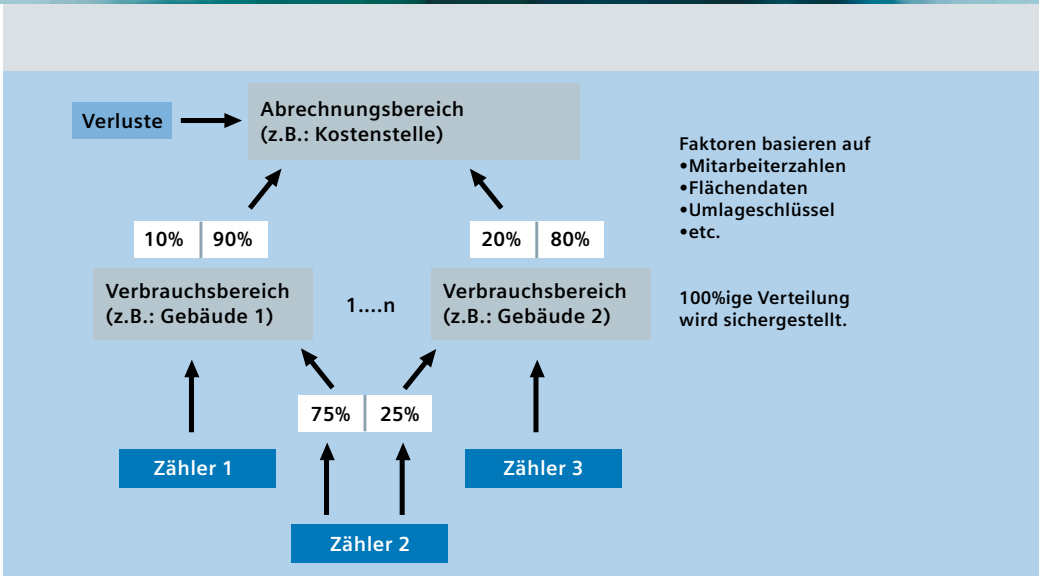 Verluste
Abrechnungsbereich
(z.B.: Kostenstelle)
Faktoren basieren auf
•Mitarbeiterzahlen
•Flächendaten
•Umlageschlüssel
•etc.
10% 90%
20% 80%
Verbrauchsbereich
(z.B.: Gebäude 1)
1....n
Verbrauchsbereich
(z.B.: Gebäude 2)
100%ige Verteilung
wird sichergestellt.
75% 25%
Zähler 1
Zähler 3
Zähler 2